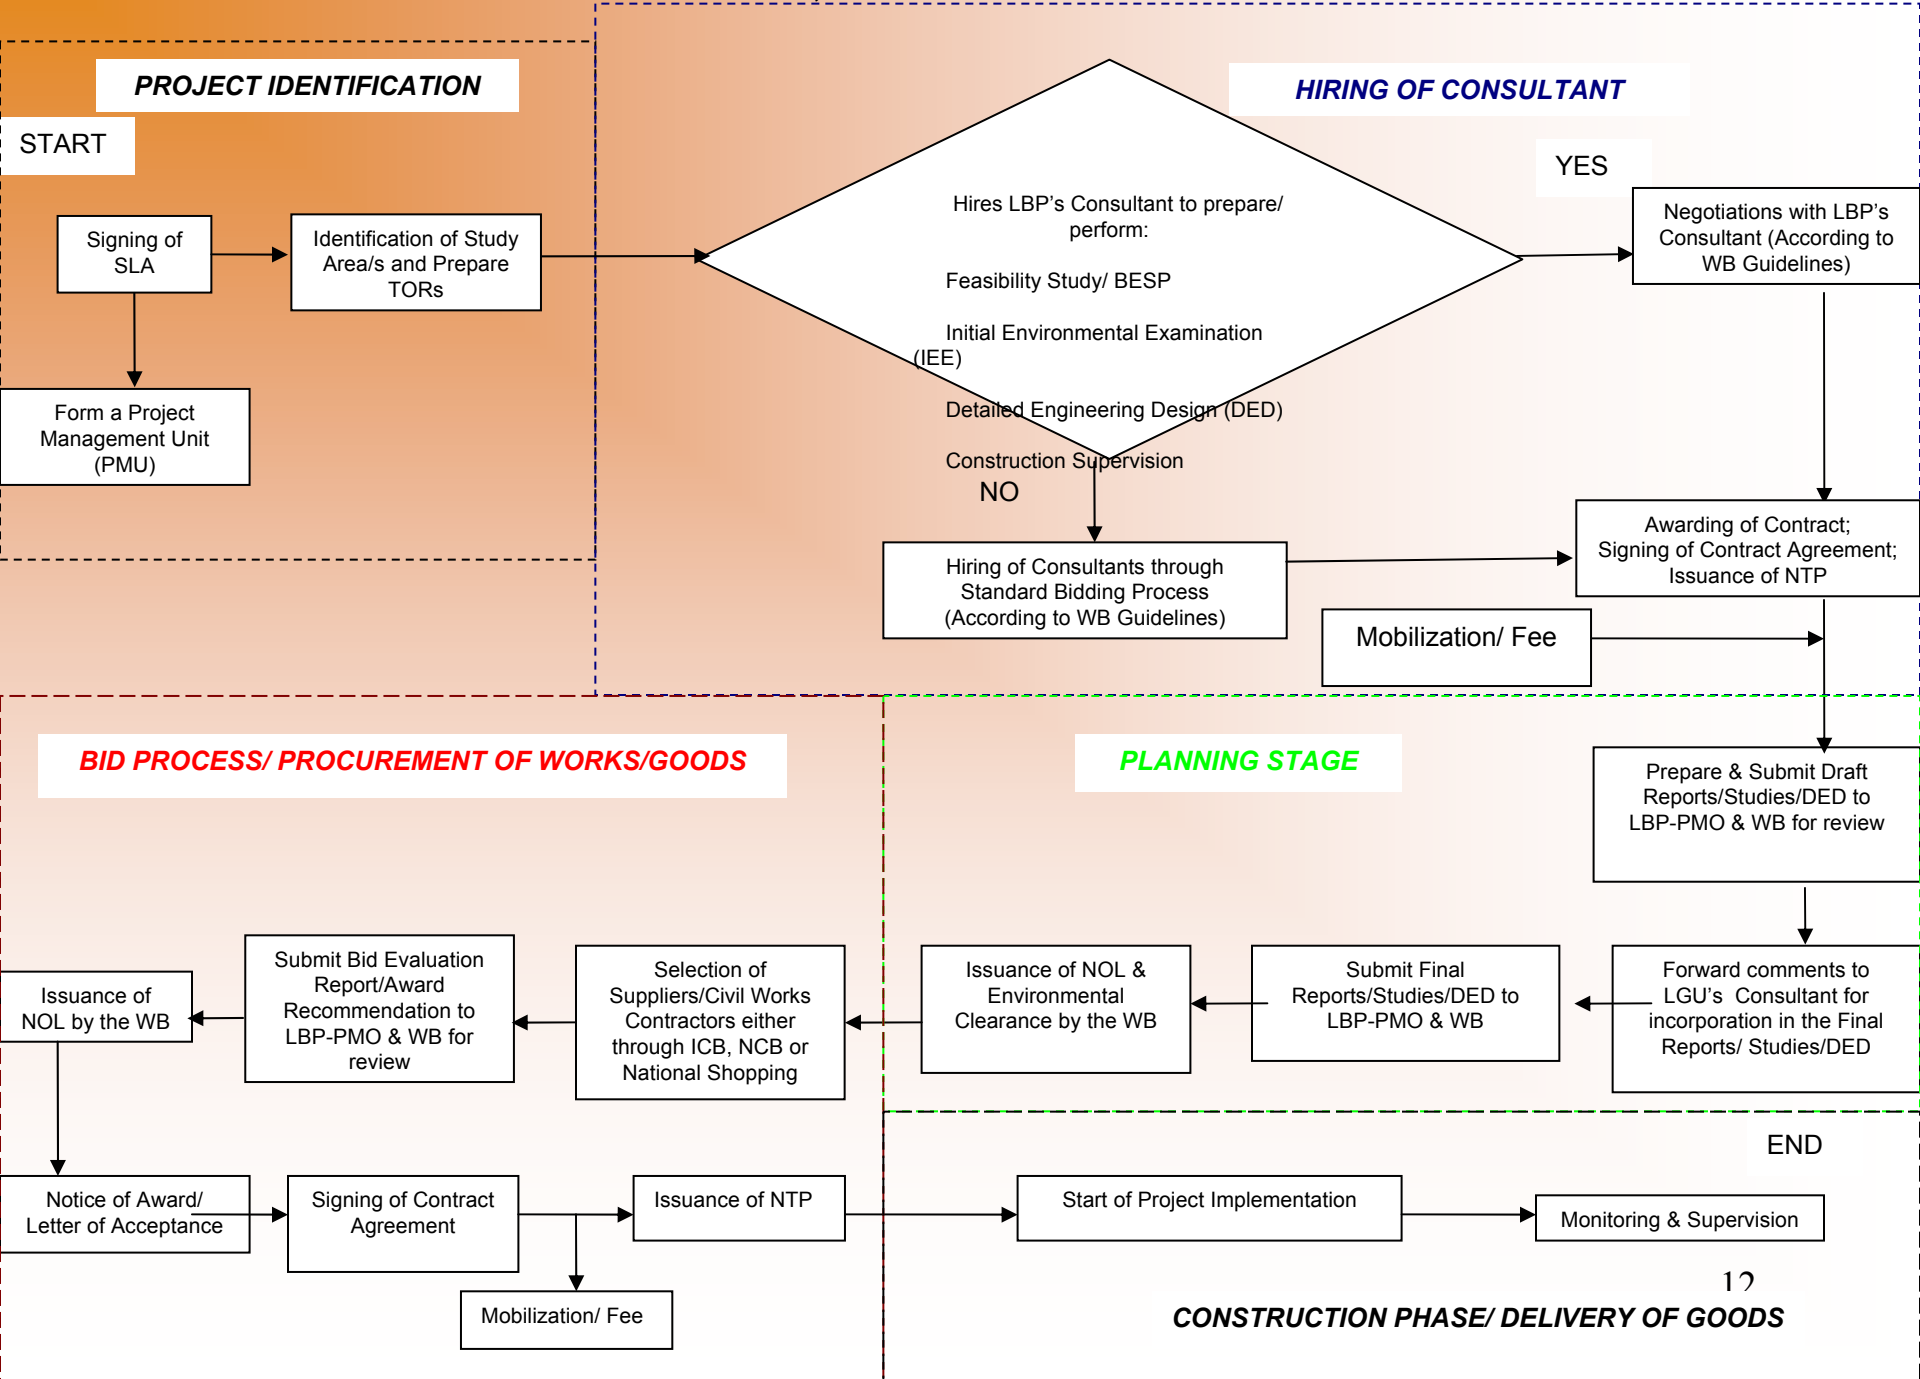 PROJECT IDENTIFICATION
START
Signing of
SLA
Identification of Study
Area/s and Prepare
TORs
Form a Project
Management Unit
(PMU)
HIRING OF CONSULTANT
Hires LBP’s Consultant to prepare/
perform:
Feasibility Study/ BESP
Initial Environmental Examination
(IEE)
Detailed Engineering Design (DED)
Construction Supervision
YES
NO
Negotiations with LBP’s
Consultant (According to
WB Guidelines)
Hiring of Consultants through
Standard Bidding Process
(According to WB Guidelines)
Awarding of Contract;
Signing of Contract Agreement;
Issuance of NTP
Mobilization/ Fee
PLANNING STAGE
Prepare & Submit Draft
Reports/Studies/DED to
LBP-PMO & WB for review
Forward comments to
LGU’s  Consultant for
incorporation in the Final
Reports/ Studies/DED
Submit Final
Reports/Studies/DED to
LBP-PMO & WB
Issuance of NOL &
Environmental
Clearance by the WB
BID PROCESS/ PROCUREMENT OF WORKS/GOODS
Selection of
Suppliers/Civil Works
Contractors either
through ICB, NCB or
National Shopping
Submit Bid Evaluation
Report/Award
Recommendation to
LBP-PMO & WB for
review
Issuance of
NOL by the WB
Notice of Award/
Letter of Acceptance
Signing of Contract
Agreement
Mobilization/ Fee
Issuance of NTP
Start of Project Implementation
END
Monitoring & Supervision
12
CONSTRUCTION PHASE/ DELIVERY OF GOODS